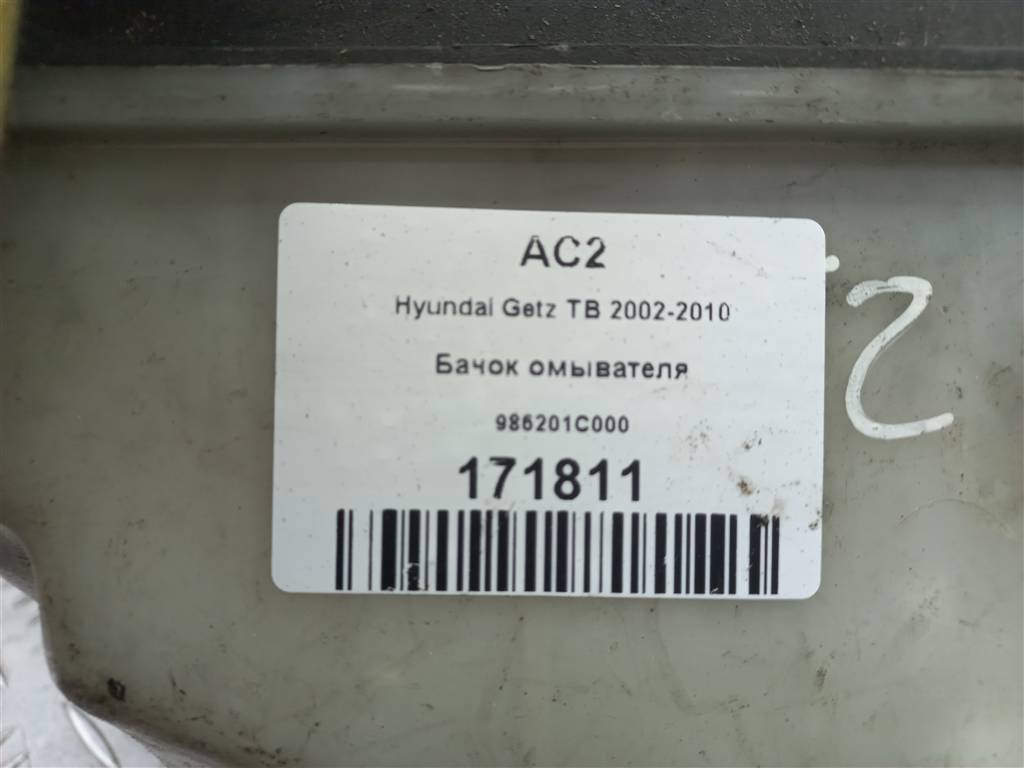 AC2
Hyundai Getz TB 2002-2010
Бачок омывателя
986201C000
171811
2